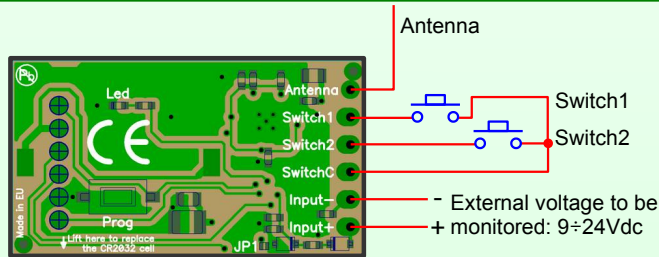 Antenna
Led
Antenna
Switch1
Switch1
Switch2
Switch2
SwitchC
CE
Input-
- External voltage to be
Input+
+ monitored: 9÷24Vdc
Made in EU
Prog
Lift here to replace
the CR2032 cell
JP1